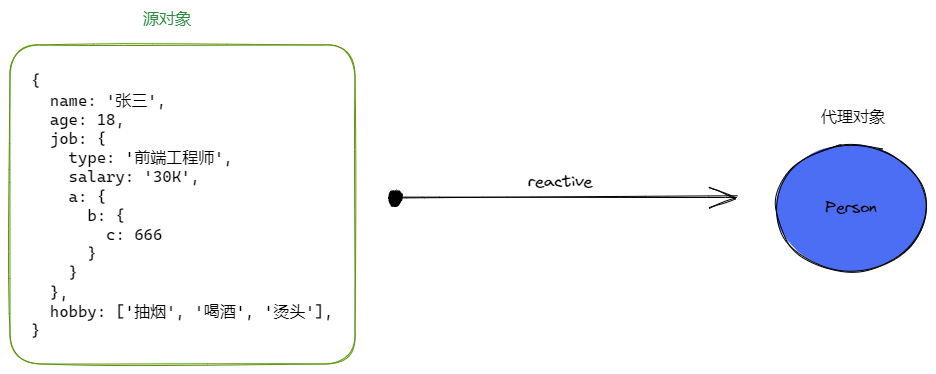 源对象
{
  name: '张三',
  age: 18,
  job: {
    type: '前端工程师',
    salary: '30K',
    a: {
      b: {
        c: 666
      }
    }
  },
  hobby: ['抽烟', '喝酒', '烫头'],
}
reactive
代理对象
Person